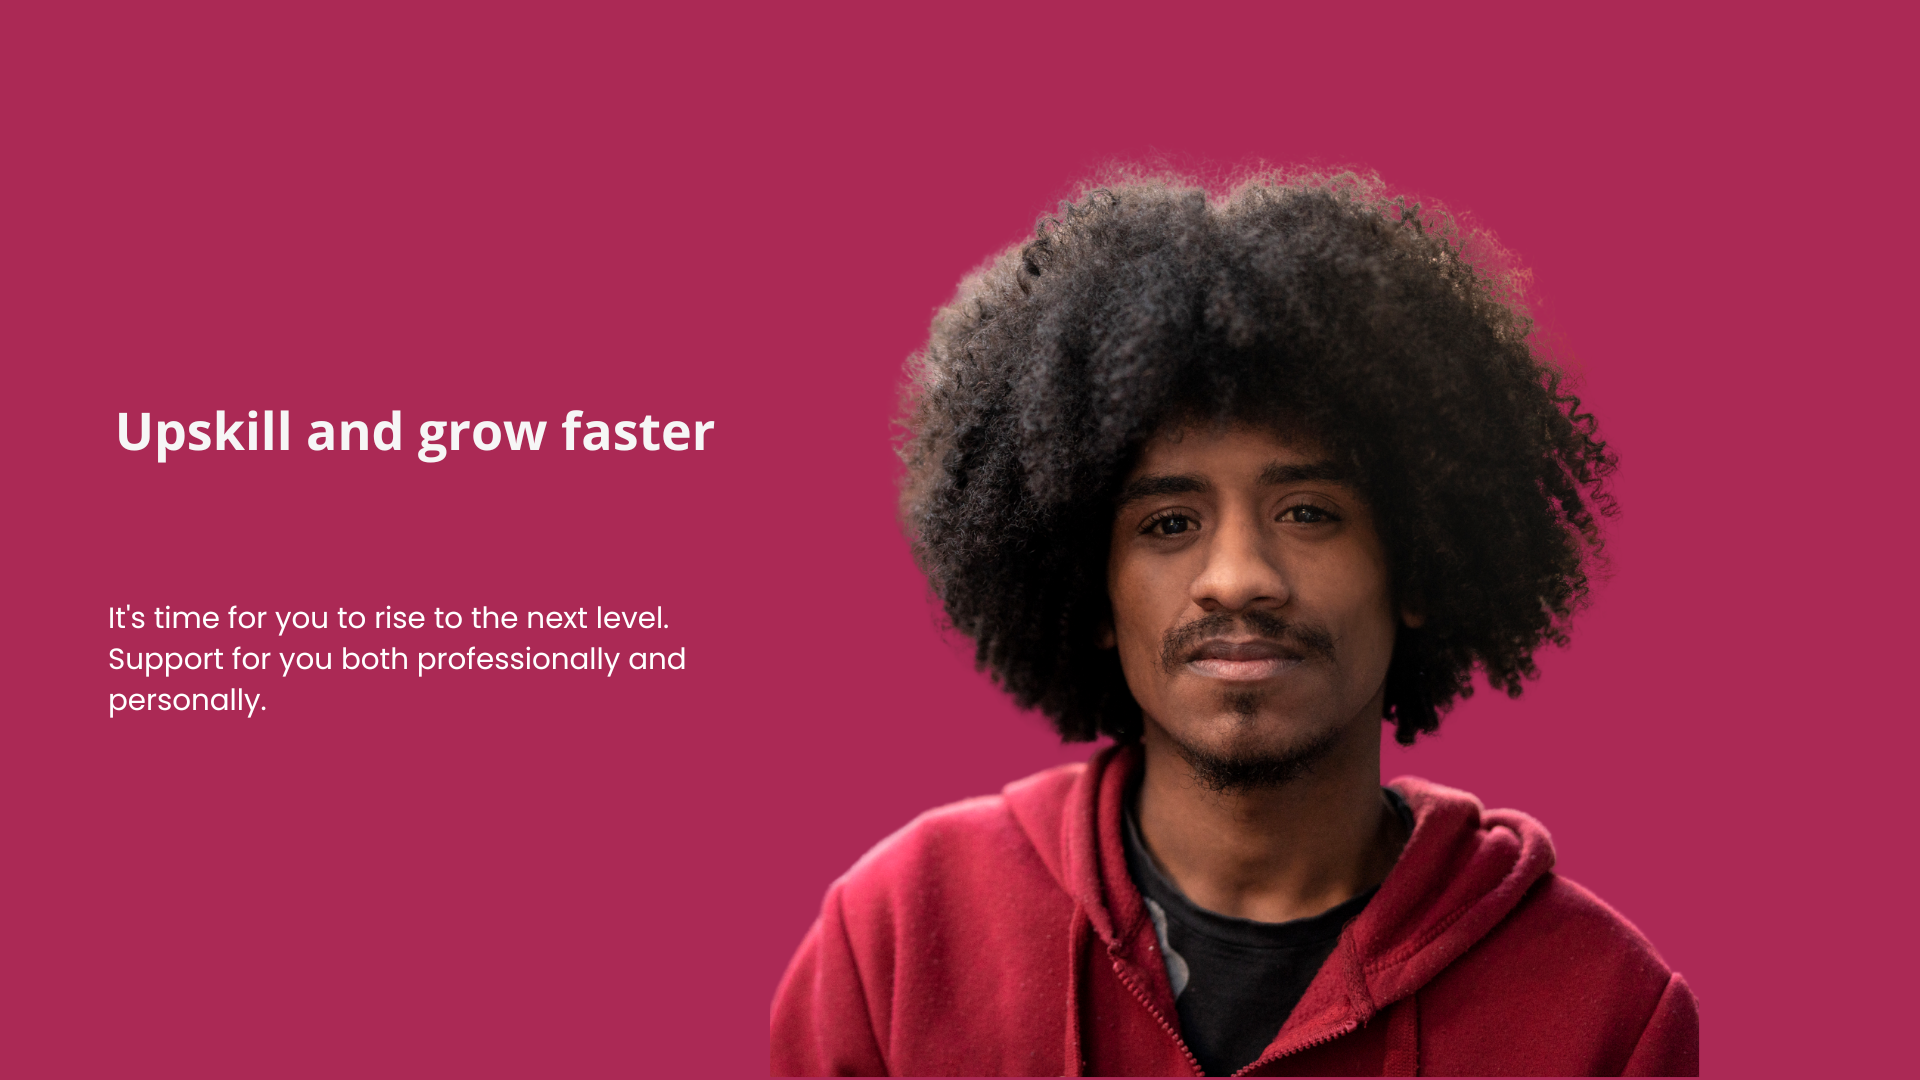 Upskill and grow faster
It's time for you to rise to the next level.
Support for you both professionally and
personally.